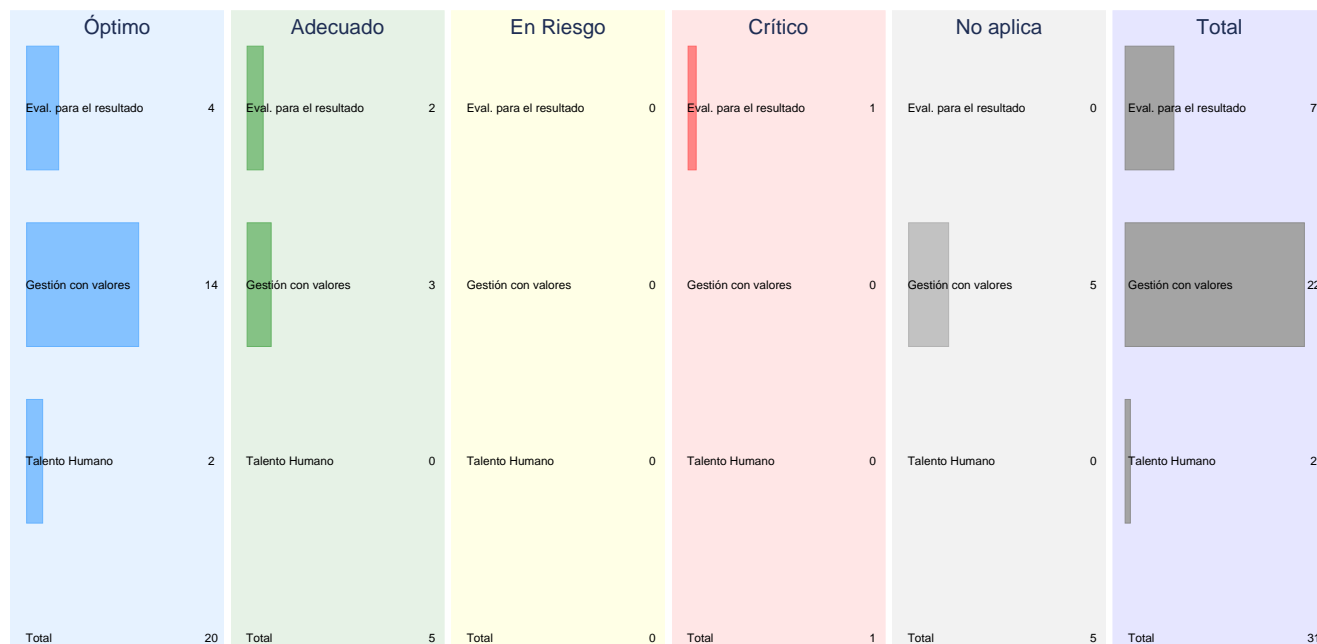 Óptimo Adecuado En Riesgo Crítico No aplica Total
Eval. para el resultado 4 Eval. para el resultado 2 Eval. para el resultado 0 Eval. para el resultado 1 Eval. para el resultado 0 Eval. para el resultado 7
Gestión con valores 14 Gestión con valores 3 Gestión con valores 0 Gestión con valores 0 Gestión con valores 5 Gestión con valores 22
Talento Humano 2 Talento Humano 0 Talento Humano 0 Talento Humano 0 Talento Humano 0 Talento Humano 2
Total 20 Total 5 Total 0 Total 1 Total 5 Total 31